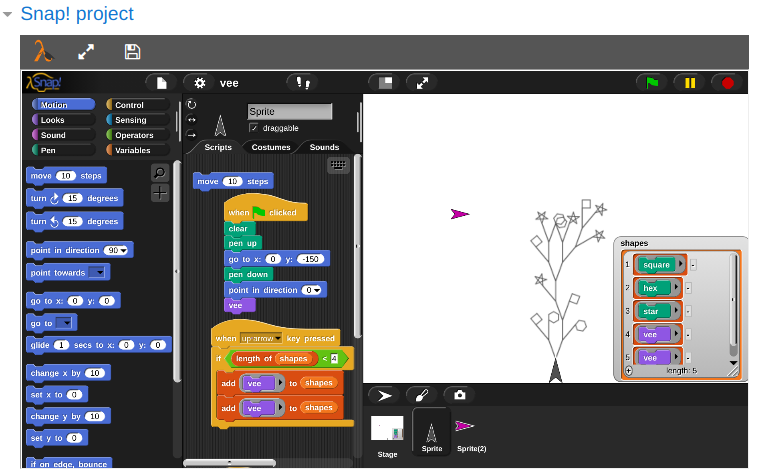 Snap! project
Snap!
vee
Motion Control
Looks Sensing
Sound Operators
Pen Variables
Sprite
draggable
Scripts Costumes Sounds
move 10 steps
turn 15 degrees
turn 15 degrees
point in direction 90
point towards
go to x: 0 y: 0
go to
glide 1 secs to x: 0 y: 0
change x by 10
set x to 0
change y by 10
set y to 0
if on edge, bounce
move 10 steps
when clicked
clear
pen up
go to x: 0 y: -150
pen down
point in direction 0
vee
when up arrow key pressed
if length of shapes < 4
add vee to shapes
add vee to shapes
shapes
1 square
2 hex
3 star
4 vee
5 vee
length: 5
Stage
Sprite
Sprite(2)